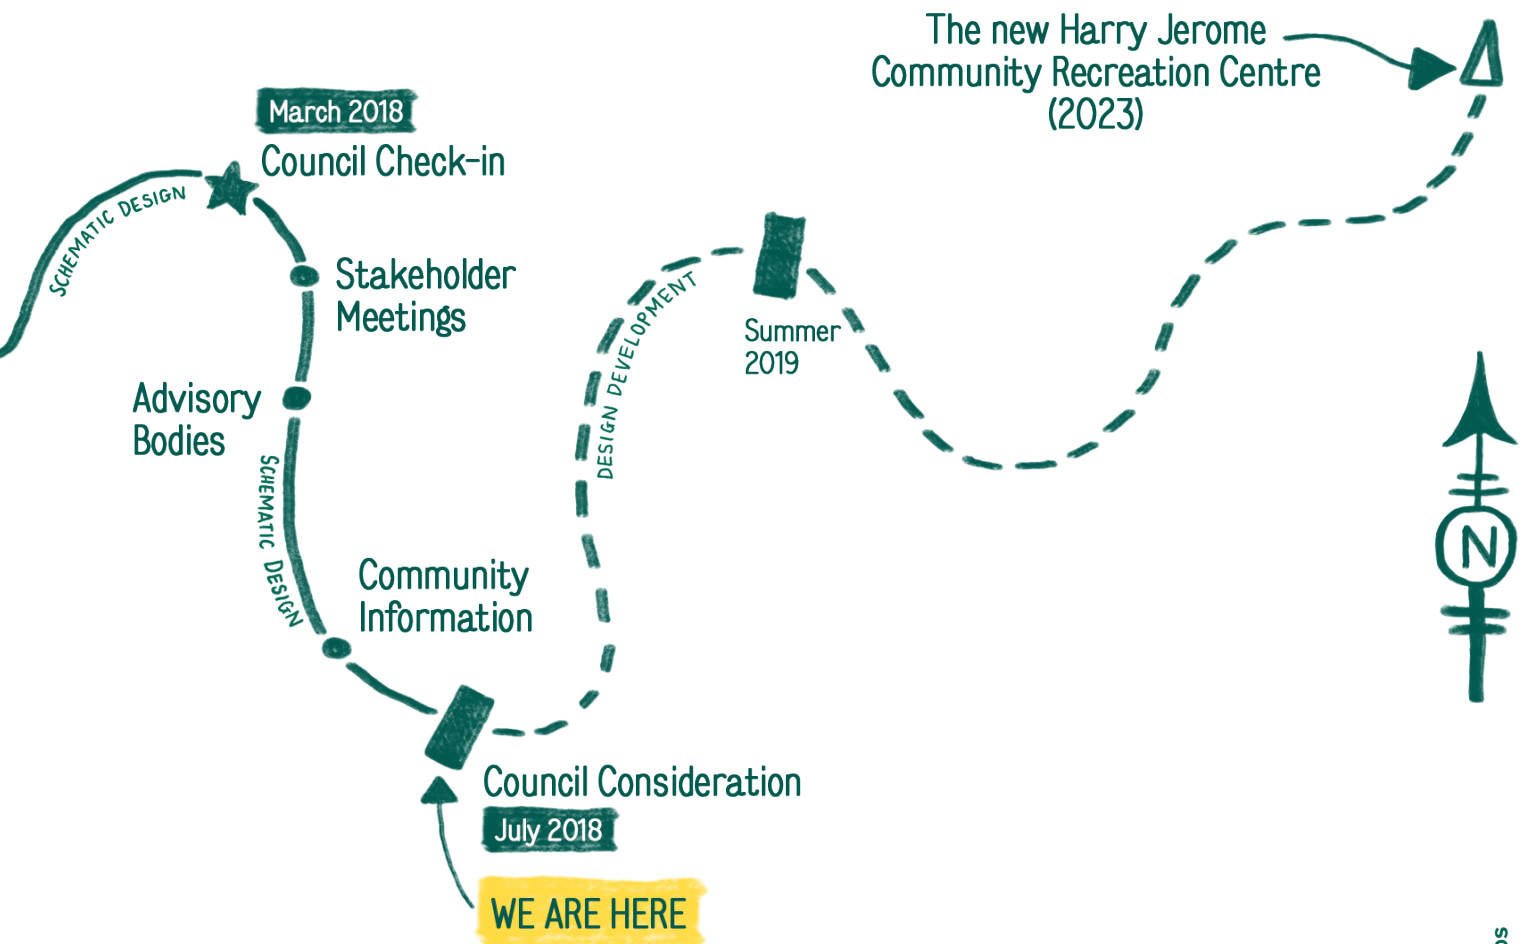 The new Harry Jerome
Community Recreation Centre
(2023)
March 2018
Council Check-in
SCHEMATIC DESIGN
Stakeholder
Meetings
Advisory
Bodies
SCHEMATIC DESIGN
Community
Information
DESIGN DEVELOPMENT
Summer
2019
N
Council Consideration
July 2018
WE ARE HERE